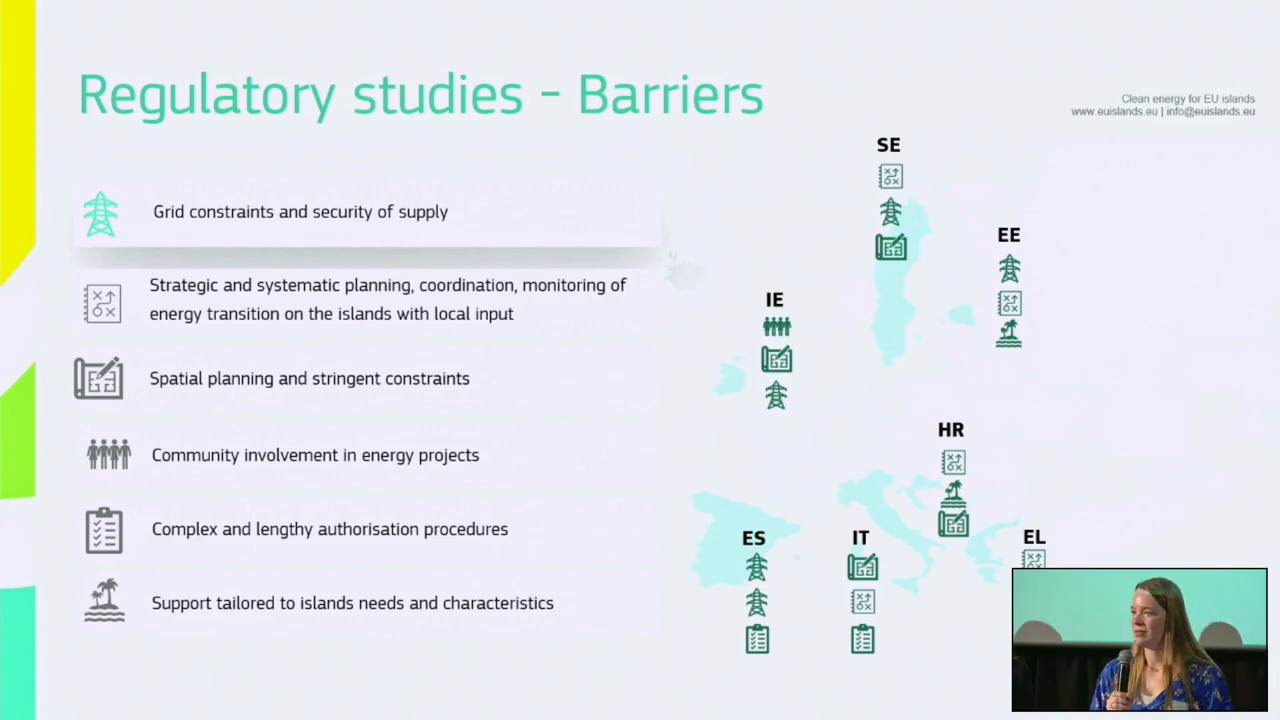 Regulatory studies - Barriers
Clean energy for EU islands
www.euislands.eu | info@euislands.eu
Grid constraints and security of supply
Strategic and systematic planning, coordination, monitoring of
energy transition on the islands with local input
Spatial planning and stringent constraints
Community involvement in energy projects
Complex and lengthy authorisation procedures
Support tailored to islands needs and characteristics
SE
EE
IE
HR
ES
IT
EL